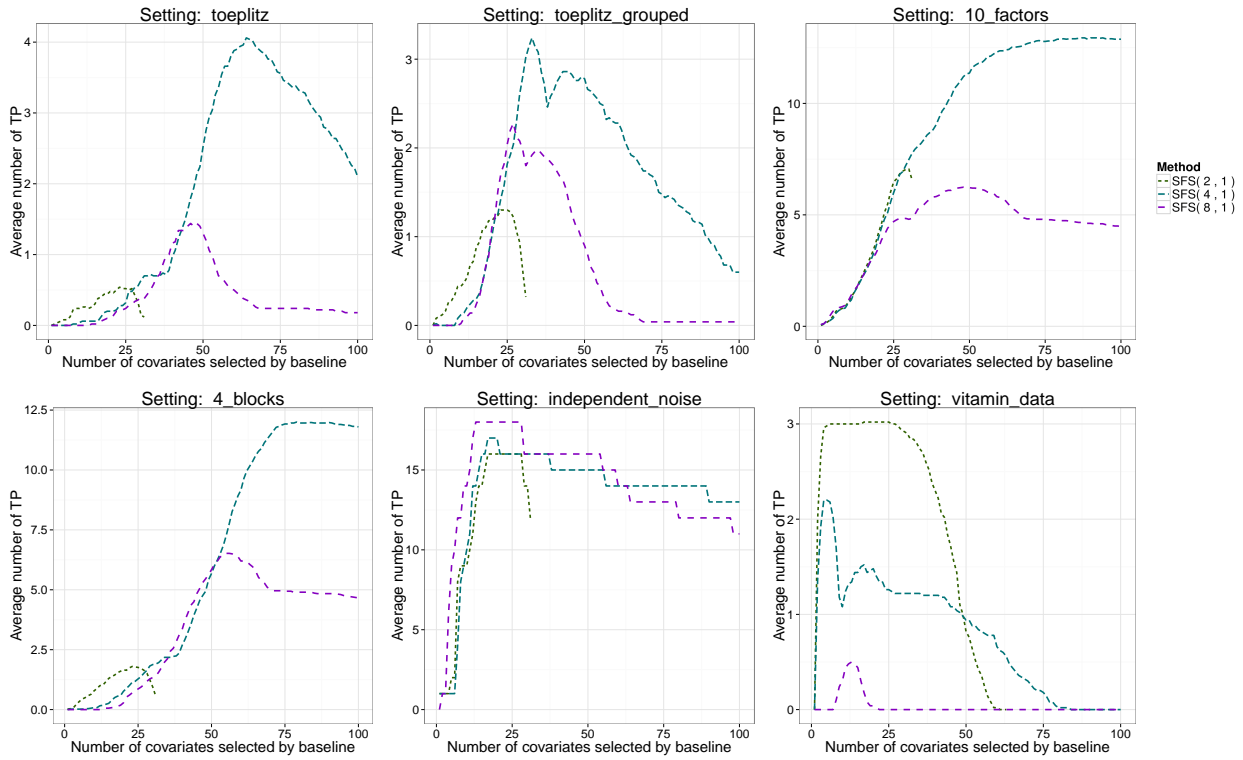 Setting: toeplitz
Average number of TP
4
3
2
1
0
0
25
50
75
100
Number of covariates selected by baseline
Setting: toeplitz_grouped
Average number of TP
3
2
1
0
0
25
50
75
100
Number of covariates selected by baseline
Setting: 10_factors
Average number of TP
10
5
0
0
25
50
75
100
Number of covariates selected by baseline
Method
SFS( 2 , 1 )
SFS( 4 , 1 )
SFS( 8 , 1 )
Setting: 4_blocks
Average number of TP
12.5
10.0
7.5
5.0
2.5
0.0
0
25
50
75
100
Number of covariates selected by baseline
Setting: independent_noise
Average number of TP
15
10
5
0
0
25
50
75
100
Number of covariates selected by baseline
Setting: vitamin_data
Average number of TP
3
2
1
0
0
25
50
75
100
Number of covariates selected by baseline